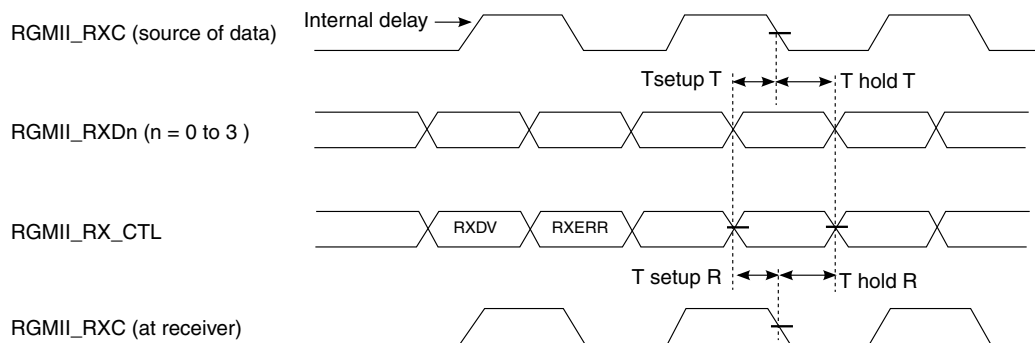 Internal delay
RGMII_RXC (source of data)
Tsetup T
T hold T
RGMII_RXDn (n = 0 to 3 )
RGMII_RX_CTL
RXDV
RXERR
T setup R
T hold R
RGMII_RXC (at receiver)